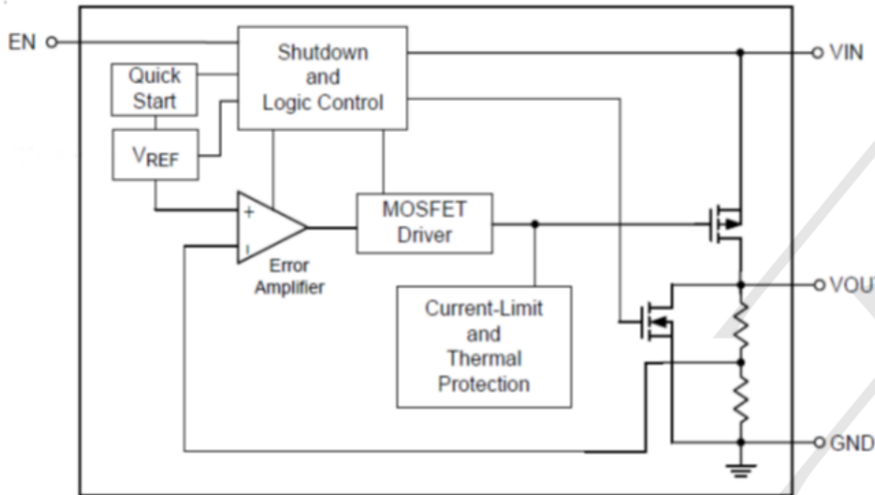 EN
Shutdown
and
Logic Control
VIN
Quick
Start
VREF
+
-
MOSFET
Driver
Error
Amplifier
VOUT
Current-Limit
and
Thermal
Protection
GND